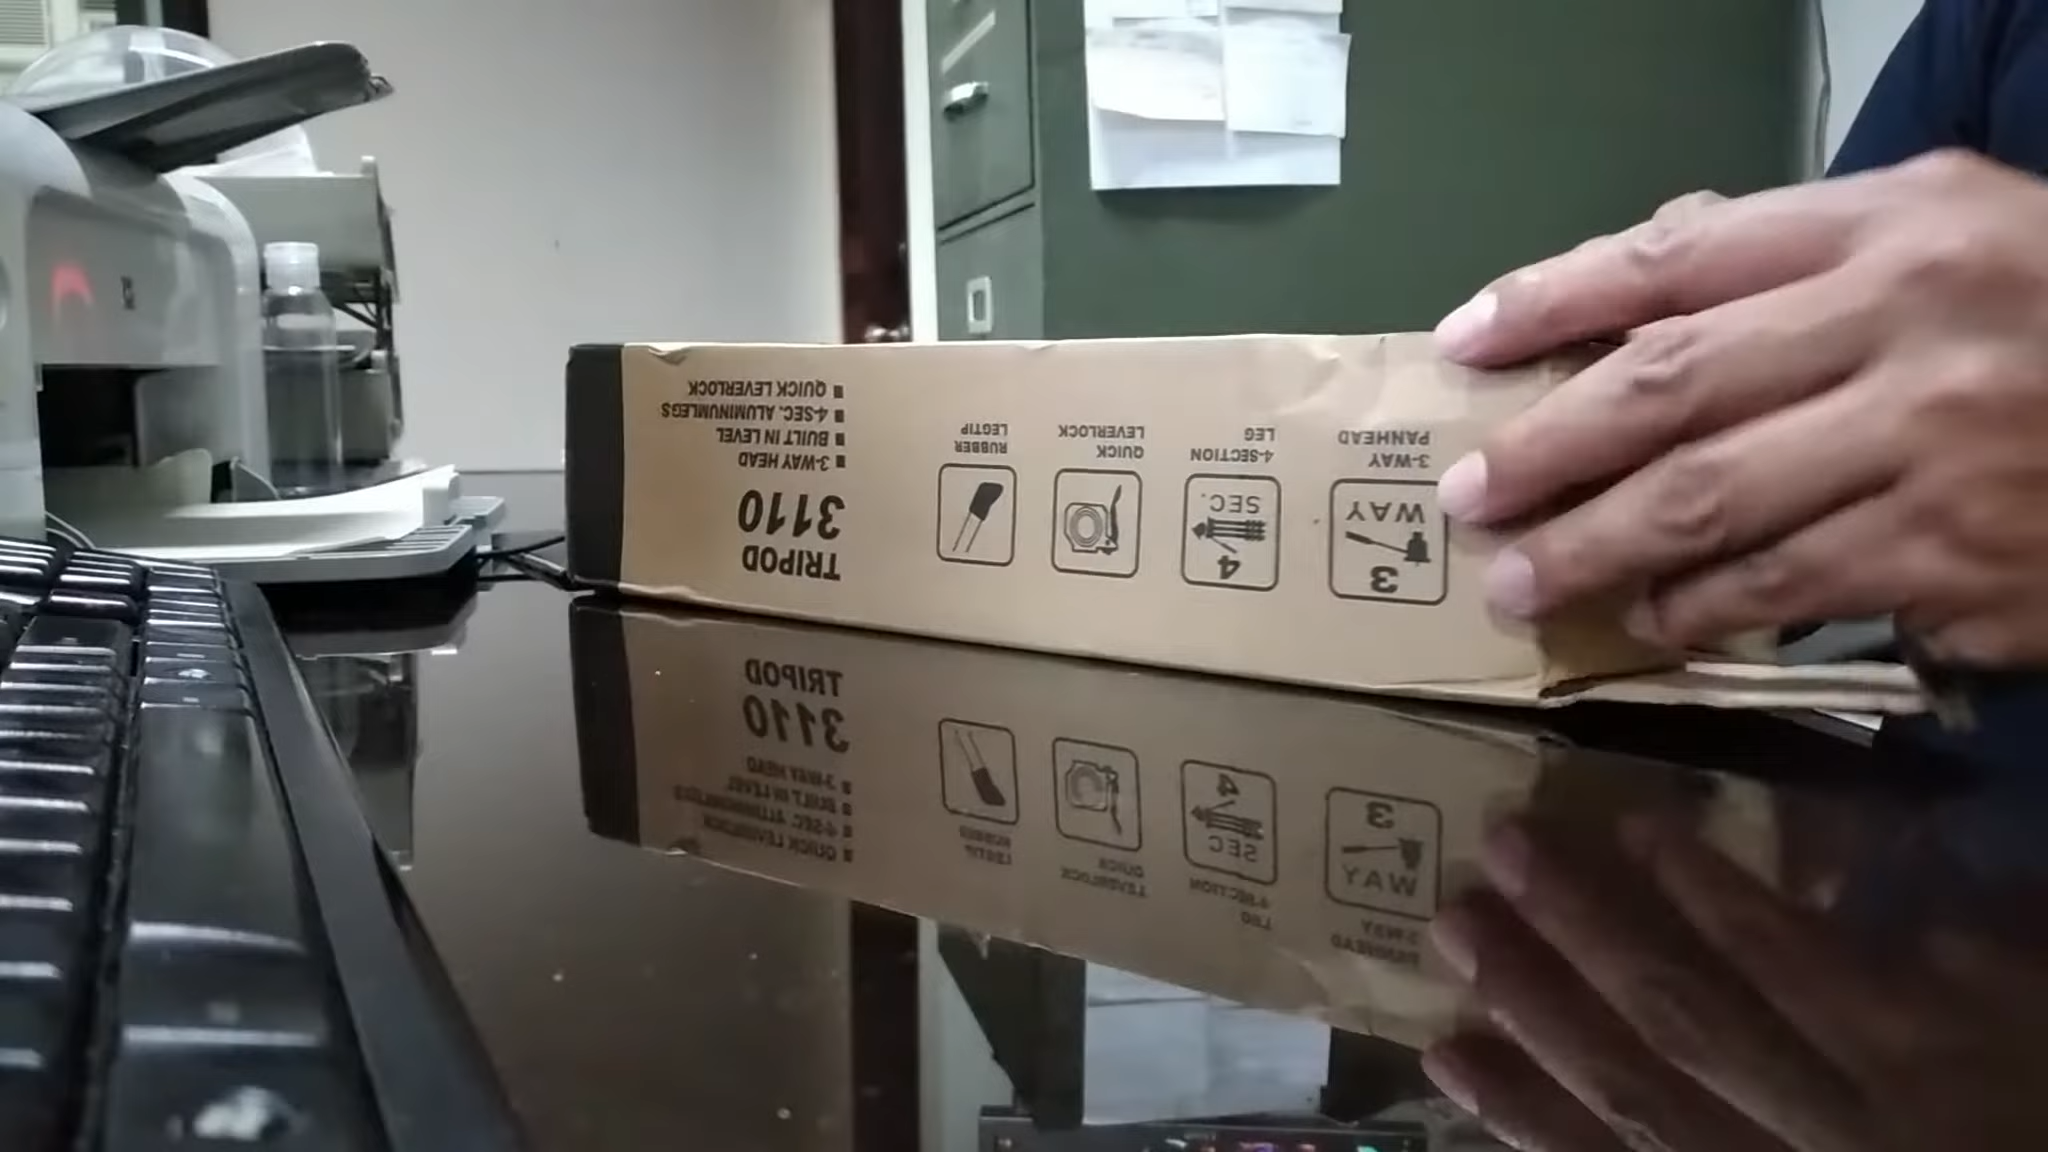 TRIPOD
3110
■ 3-WAY HEAD
■ BUILT IN LEVEL
■ 4-SEC. ALUMINUMLEGS
■ QUICK LEVERLOCK
3
WAY
3-WAY
PANHEAD
4
SEC.
4-SECTION
LEG
QUICK
LEVERLOCK
RUBBER
LEGTIP